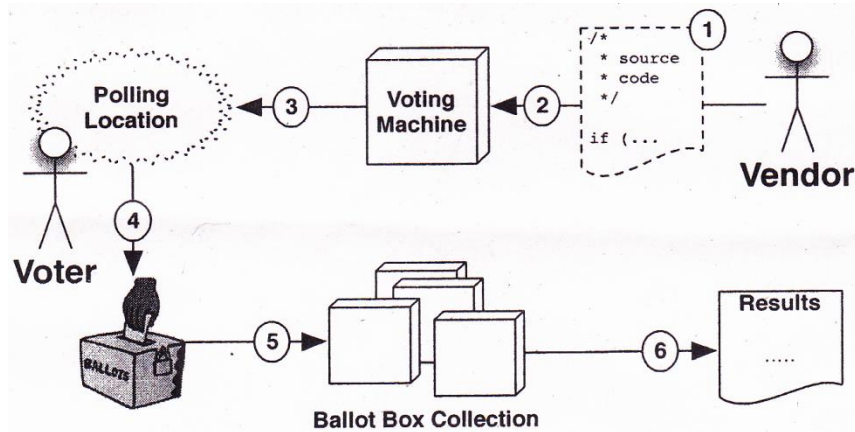 1
/*
* source
* code
*/
if (...
Vendor
2
Voting
Machine
3
Polling
Location
Voter
4
BALLOTS
5
Ballot Box Collection
6
Results
.....